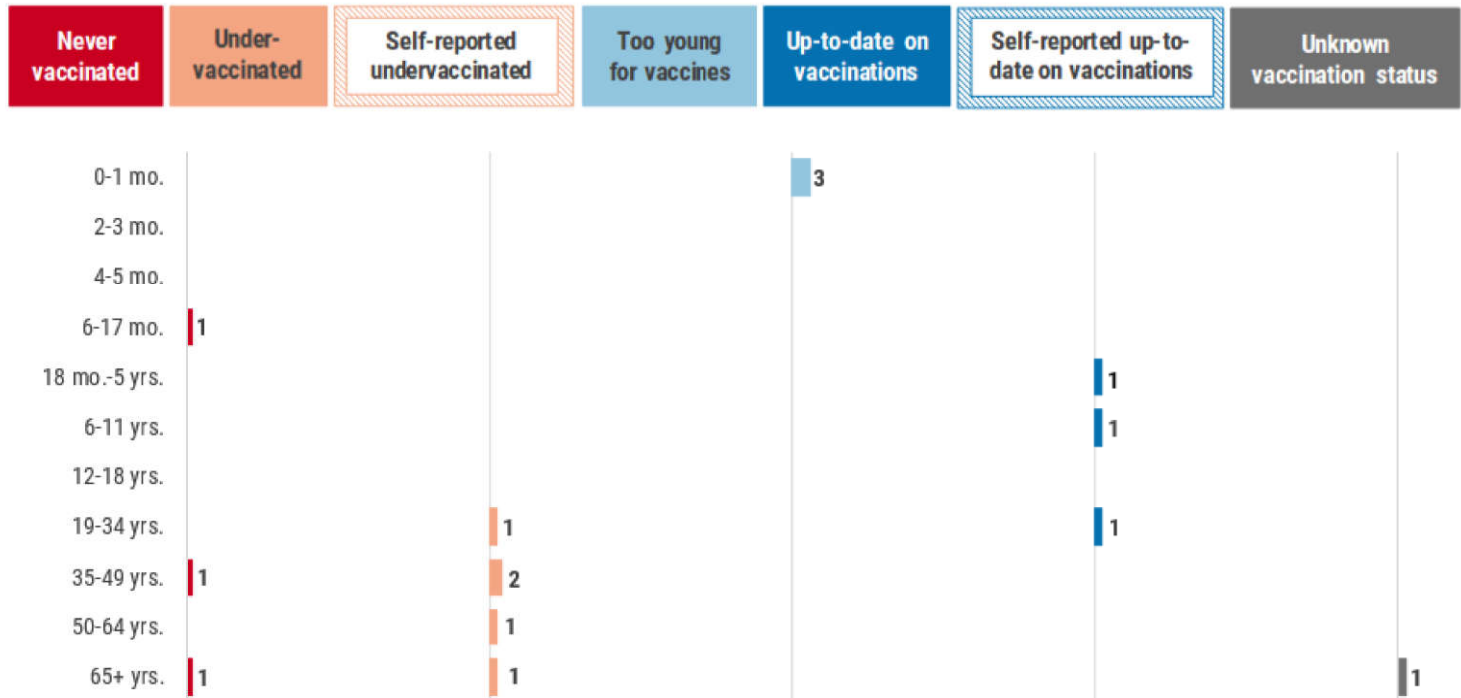 Never
vaccinated
Under-
vaccinated
Self-reported
undervaccinated
Too young
for vaccines
Up-to-date on
vaccinations
Self-reported up-to-
date on vaccinations
Unknown
vaccination status
0-1 mo. 3
2-3 mo.
4-5 mo.
6-17 mo. 1
18 mo.-5 yrs. 1
6-11 yrs. 1
12-18 yrs.
19-34 yrs. 1 1
35-49 yrs. 1 2
50-64 yrs. 1
65+ yrs. 1 1 1